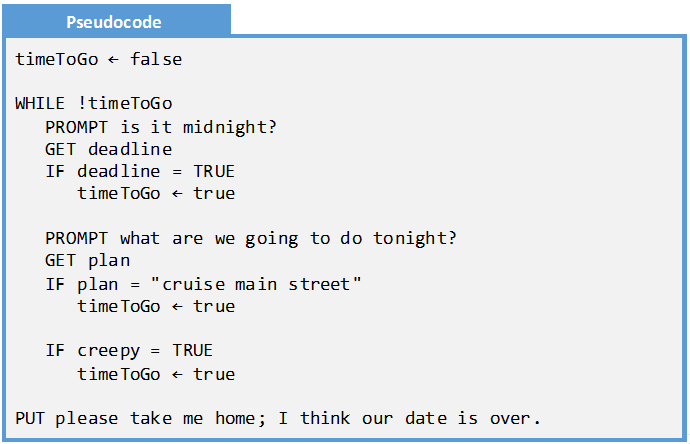 Pseudocode
timeToGo ← false
WHILE !timeToGo
PROMPT is it midnight?
GET deadline
IF deadline = TRUE
timeToGo ← true
PROMPT what are we going to do tonight?
GET plan
IF plan = "cruise main street"
timeToGo ← true
IF creepy = TRUE
timeToGo ← true
PUT please take me home; I think our date is over.